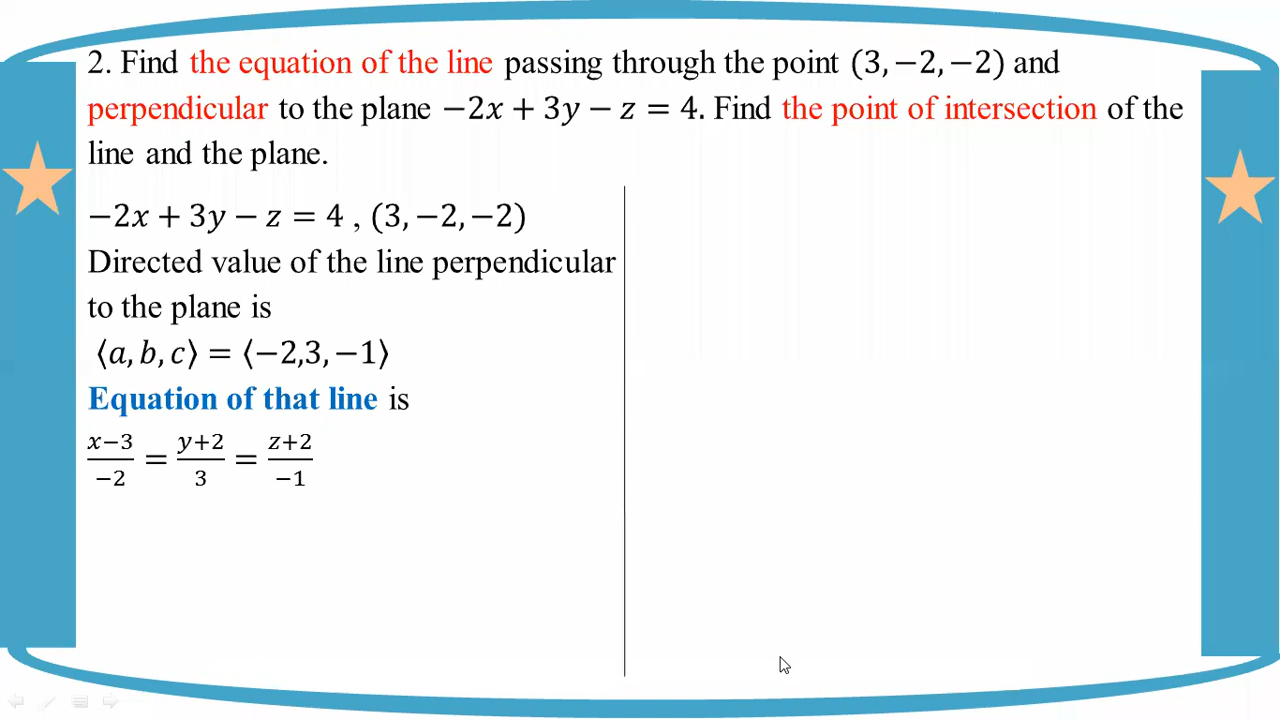 2. Find the equation of the line passing through the point (3, −2, −2) and
perpendicular to the plane −2x + 3y − z = 4. Find the point of intersection of the
line and the plane.
−2x + 3y − z = 4 , (3, −2, −2)
Directed value of the line perpendicular
to the plane is
⟨a, b, c⟩ = ⟨−2,3, −1⟩
Equation of that line is
x−3/−2 = y+2/3 = z+2/−1